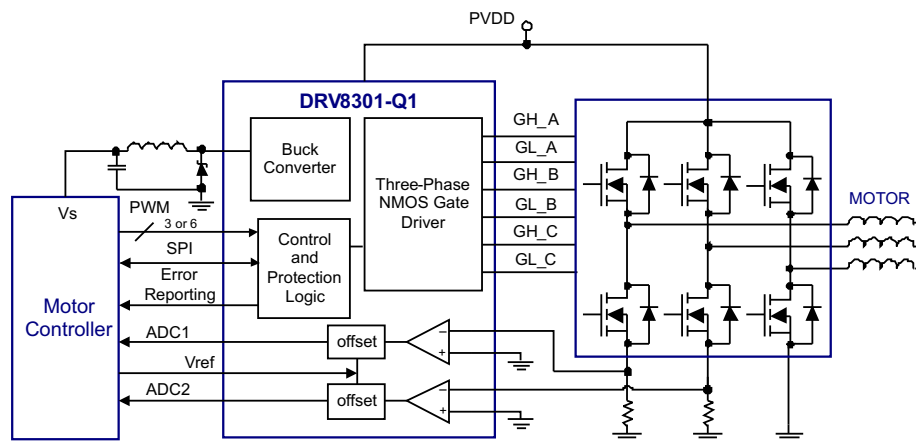 PVDD
DRV8301-Q1
Buck
Converter
Three-Phase
NMOS Gate
Driver
GH_A
GL_A
GH_B
GL_B
GH_C
GL_C
MOTOR
Vs
PWM
3 or 6
SPI
Error
Reporting
Control
and
Protection
Logic
Motor
Controller
ADC1
Vref
ADC2
offset
offset
−
+
−
+